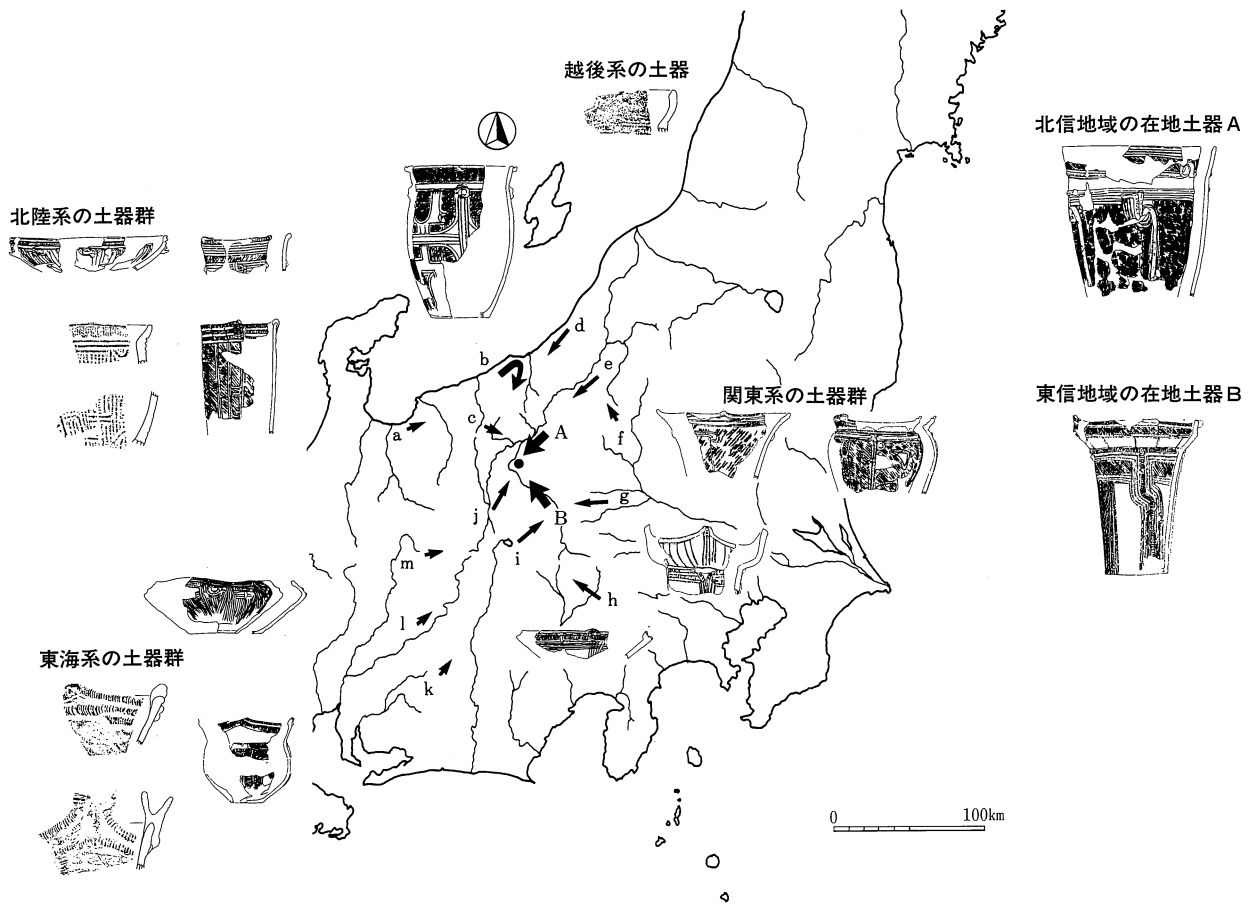 越後系の土器
北信地域の在地土器A
北陸系の土器群
東信地域の在地土器B
関東系の土器群
東海系の土器群
a
b
c
d
e
f
A
B
g
h
i
j
k
l
m
0 100km